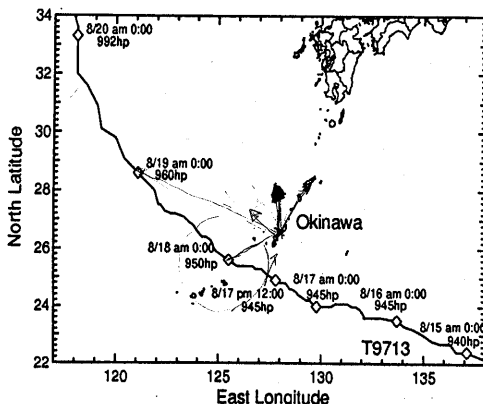 34
32
30
28
26
24
22
North Latitude
8/20 am 0:00
992hp
8/19 am 0:00
960hp
Okinawa
8/18 am 0:00
950hp
8/17 pm 12:00
945hp
8/17 am 0:00
945hp
8/16 am 0:00
945hp
8/15 am 0:00
940hp
T9713
120
125
130
135
East Longitude